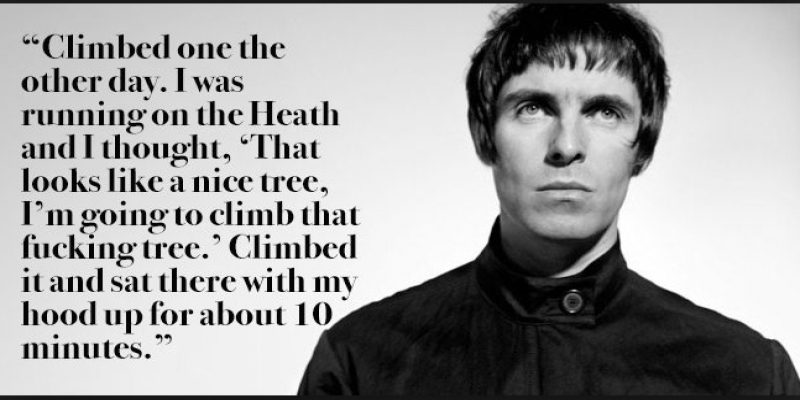 “Climbed one the
other day. I was
running on the Heath
and I thought, ‘That
looks like a nice tree,
I’m going to climb that
fucking tree.’ Climbed
it and sat there with my
hood up for about 10
minutes.”